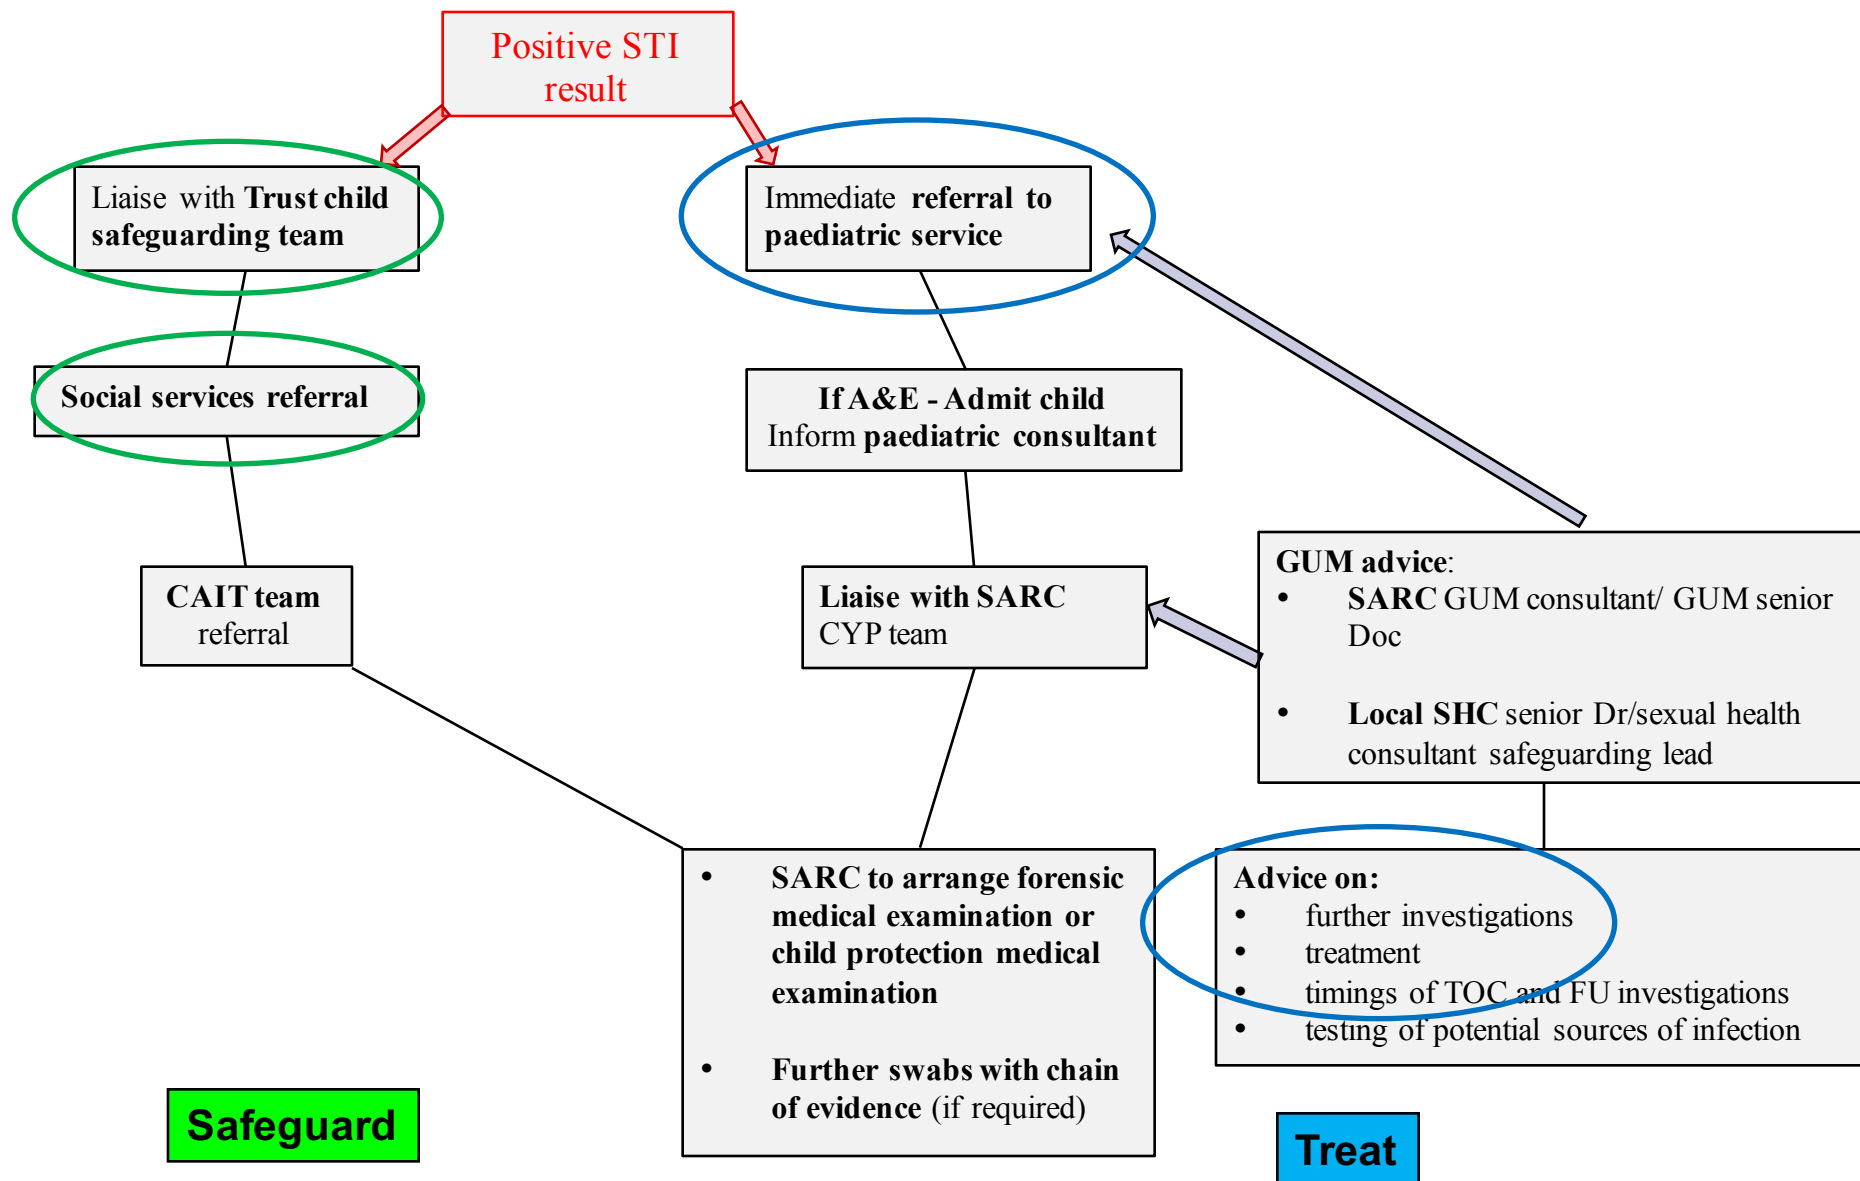 Positive STI
result
Liaise with Trust child
safeguarding team
Immediate referral to
paediatric service
Social services referral
If A&E - Admit child
Inform paediatric consultant
CAIT team
referral
Liaise with SARC
CYP team
GUM advice:
• SARC GUM consultant/ GUM senior
Doc
• Local SHC senior Dr/sexual health
consultant safeguarding lead
• SARC to arrange forensic
medical examination or
child protection medical
examination
• Further swabs with chain
of evidence (if required)
Advice on:
• further investigations
• treatment
• timings of TOC and FU investigations
• testing of potential sources of infection
Safeguard
Treat